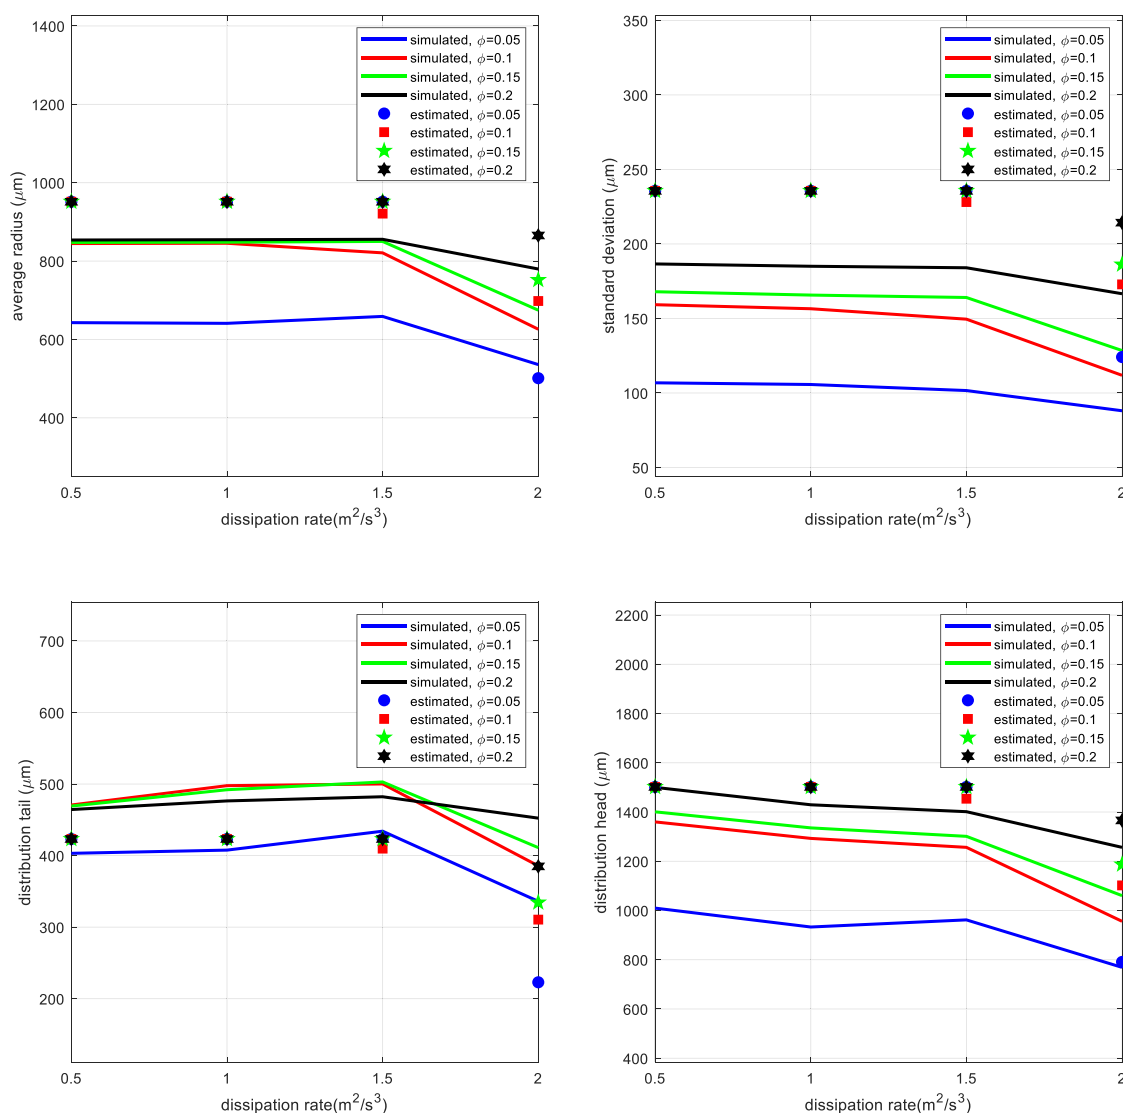 1400
1200
1000
800
600
400
0.5
1
1.5
2
average radius (μm)
dissipation rate(m²/s³)
simulated, ϕ=0.05
simulated, ϕ=0.1
simulated, ϕ=0.15
simulated, ϕ=0.2
estimated, ϕ=0.05
estimated, ϕ=0.1
estimated, ϕ=0.15
estimated, ϕ=0.2
350
300
250
200
150
100
50
0.5
1
1.5
2
standard deviation (μm)
dissipation rate(m²/s³)
simulated, ϕ=0.05
simulated, ϕ=0.1
simulated, ϕ=0.15
simulated, ϕ=0.2
estimated, ϕ=0.05
estimated, ϕ=0.1
estimated, ϕ=0.15
estimated, ϕ=0.2
700
600
500
400
300
200
0.5
1
1.5
2
distribution tail (μm)
dissipation rate(m²/s³)
simulated, ϕ=0.05
simulated, ϕ=0.1
simulated, ϕ=0.15
simulated, ϕ=0.2
estimated, ϕ=0.05
estimated, ϕ=0.1
estimated, ϕ=0.15
estimated, ϕ=0.2
2200
2000
1800
1600
1400
1200
1000
800
600
400
0.5
1
1.5
2
distribution head (μm)
dissipation rate(m²/s³)
simulated, ϕ=0.05
simulated, ϕ=0.1
simulated, ϕ=0.15
simulated, ϕ=0.2
estimated, ϕ=0.05
estimated, ϕ=0.1
estimated, ϕ=0.15
estimated, ϕ=0.2